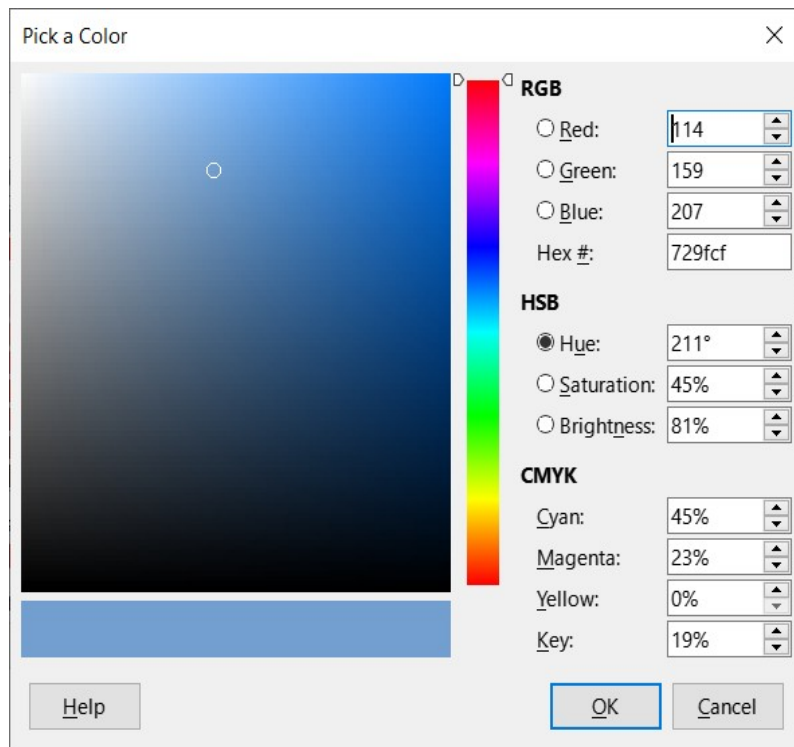 Pick a Color
RGB
Red: 114
Green: 159
Blue: 207
Hex #: 729fcf
HSB
Hue: 211°
Saturation: 45%
Brightness: 81%
CMYK
Cyan: 45%
Magenta: 23%
Yellow: 0%
Key: 19%
Help OK Cancel